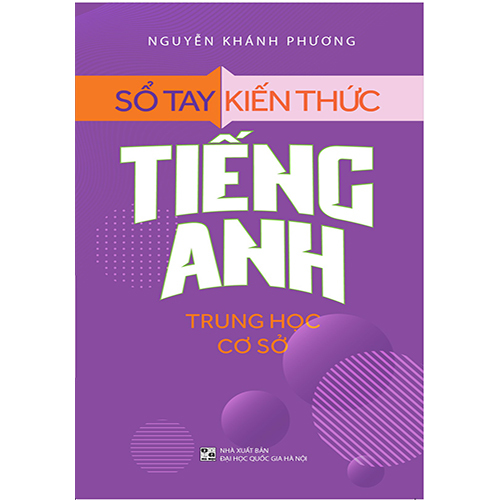 NGUYỄN KHÁNH PHƯƠNG
SỔ TAY KIẾN THỨC
TIẾNG
ANH
TRUNG HỌC
CƠ SỞ
NHÀ XUẤT BẢN
ĐẠI HỌC QUỐC GIA HÀ NỘI